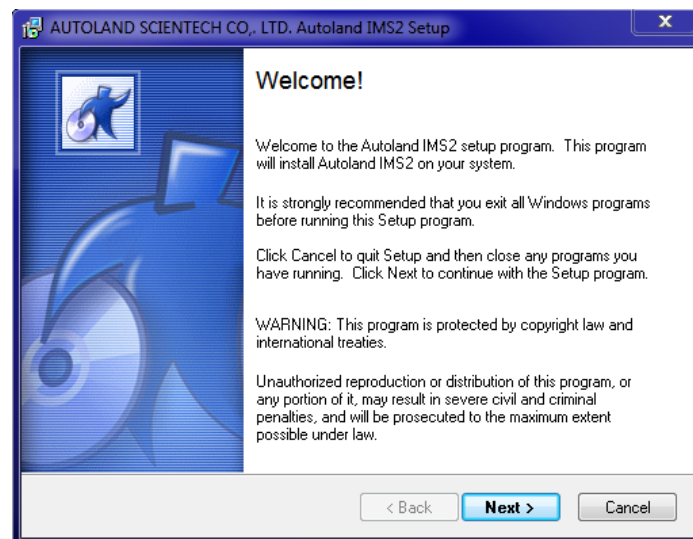 AUTOLAND SCIENTECH CO,. LTD. Autoland IMS2 Setup
x
Welcome!
Welcome to the Autoland IMS2 setup program. This program
will install Autoland IMS2 on your system.
It is strongly recommended that you exit all Windows programs
before running this Setup program.
Click Cancel to quit Setup and then close any programs you
have running. Click Next to continue with the Setup program.
WARNING: This program is protected by copyright law and
international treaties.
Unauthorized reproduction or distribution of this program, or
any portion of it, may result in severe civil and criminal
penalties, and will be prosecuted to the maximum extent
possible under law.
< Back Next > Cancel